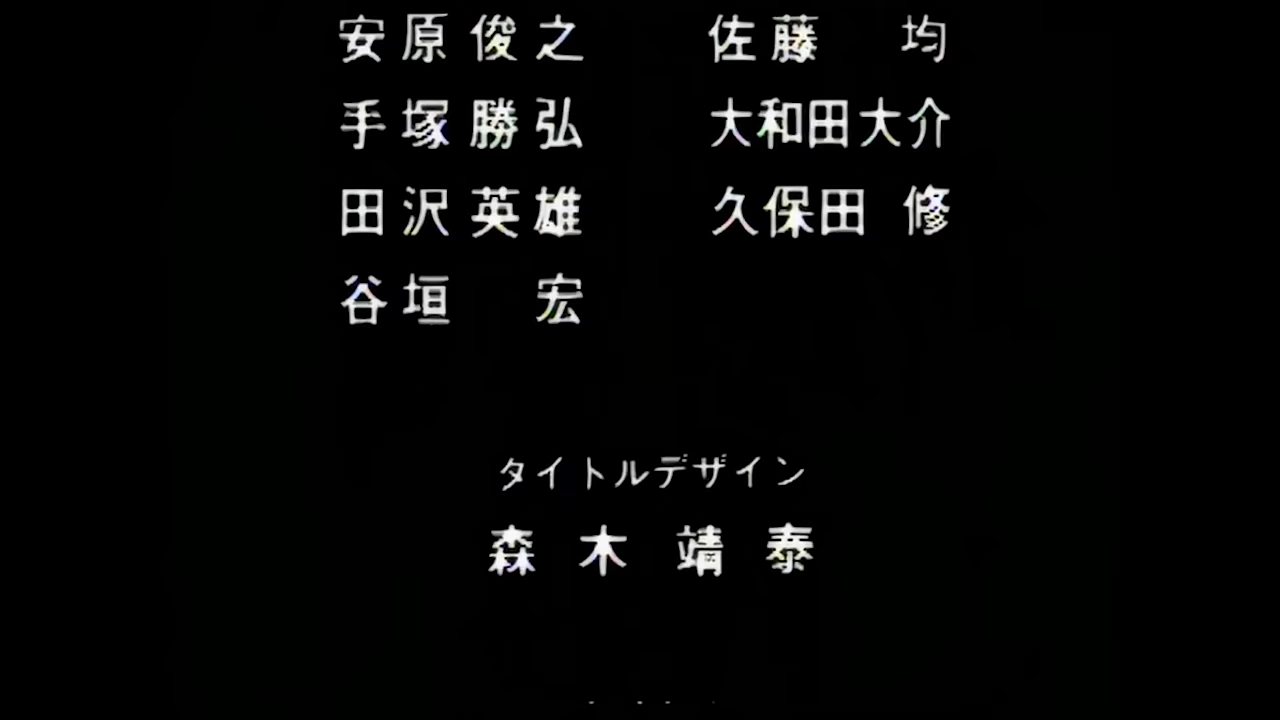 安原俊之 佐藤 均
手塚勝弘 大和田大介
田沢英雄 久保田 修
谷垣 宏
タイトルデザイン
森木靖泰